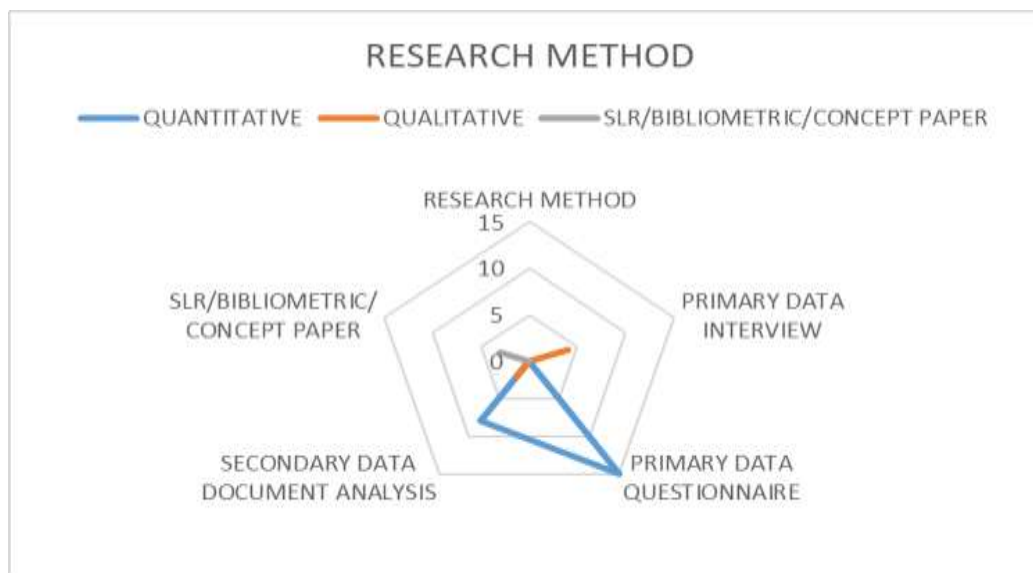 RESEARCH METHOD
QUANTITATIVE QUALITATIVE SLR/BIBLIOMETRIC/CONCEPT PAPER
RESEARCH METHOD
15
10
5
0
SLR/BIBLIOMETRIC/
CONCEPT PAPER
PRIMARY DATA
INTERVIEW
SECONDARY DATA
DOCUMENT ANALYSIS
PRIMARY DATA
QUESTIONNAIRE